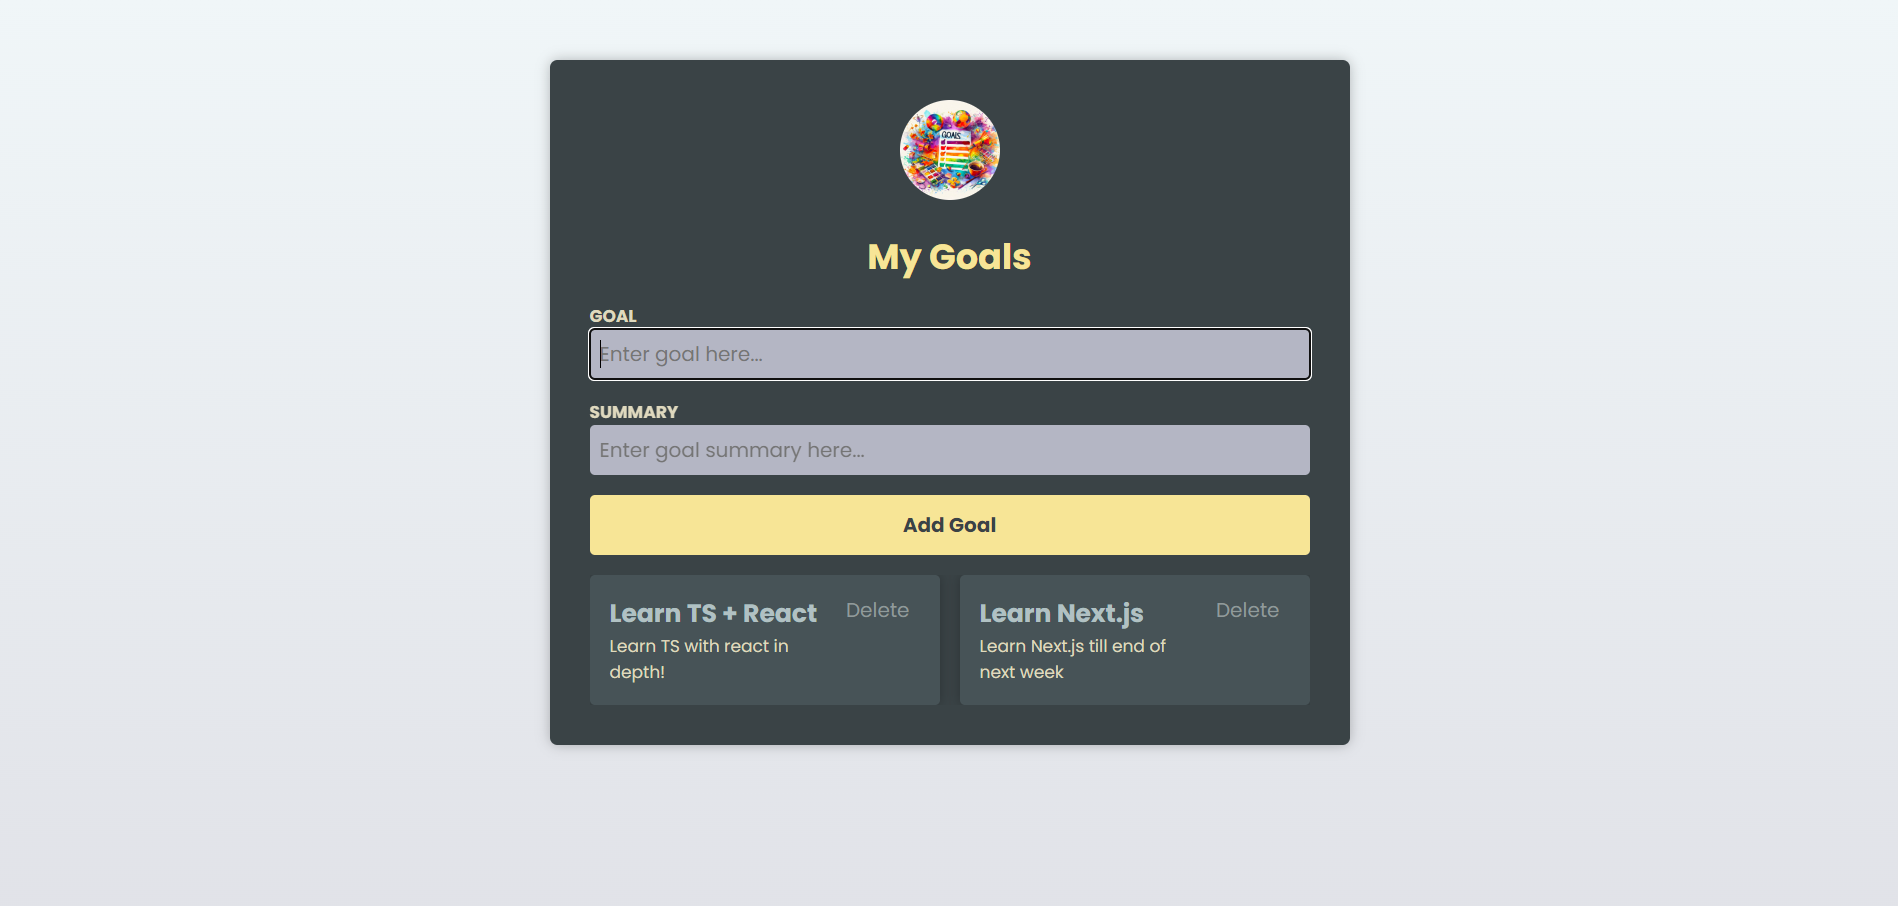 GOALS
My Goals
GOAL
Enter goal here...
SUMMARY
Enter goal summary here...
Add Goal
Learn TS + React
Delete
Learn TS with react in
depth!
Learn Next.js
Delete
Learn Next.js till end of
next week